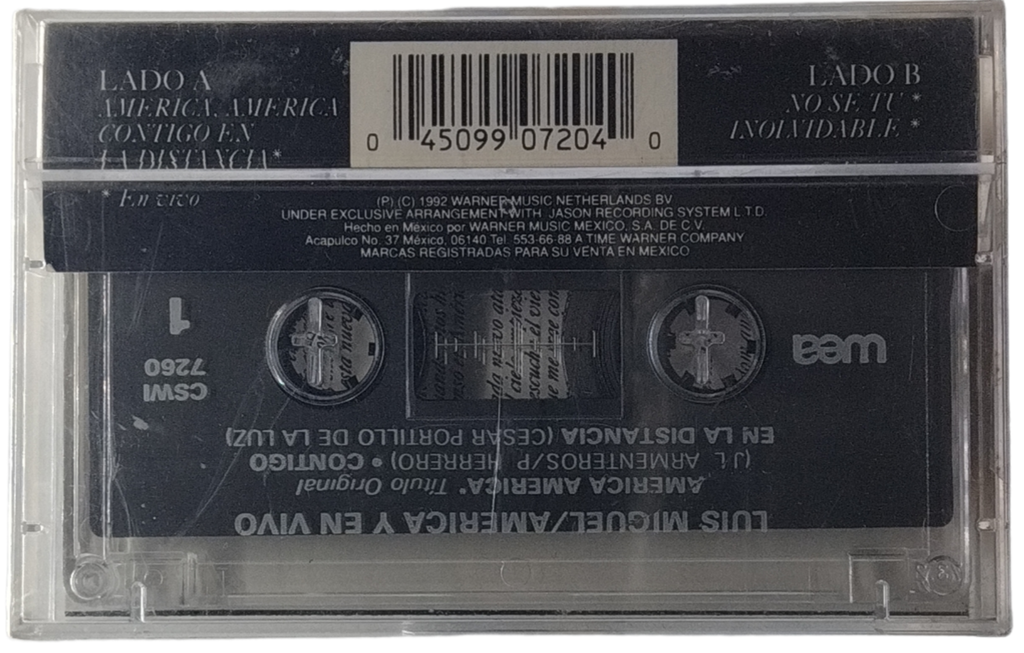 LADO A
AMERICA, AMERICA
CONTIGO EN
LA DISTANCIA*
* En vivo
0 45099 07204 0
LADO B
NO SE TU *
INOLVIDABLE *
(P) (C) 1992 WARNER MUSIC NETHERLANDS BV
UNDER EXCLUSIVE ARRANGEMENT WITH JASON RECORDING SYSTEM L.T.D.
Hecho en México por WARNER MUSIC MEXICO, S.A. DE C.V.
Acapulco No. 37 México, 06140 Tel. 553-66-88 A TIME WARNER COMPANY
MARCAS REGISTRADAS PARA SU VENTA EN MEXICO
LUIS MIGUEL/AMERICA Y EN VIVO
AMERICA AMERICA" Título Original
(J.L. ARMENTEROS/P. HERRERO) • CONTIGO
EN LA DISTANCIA (CESAR PORTILLO DE LA LUZ)
wea
CSWI
7260
1